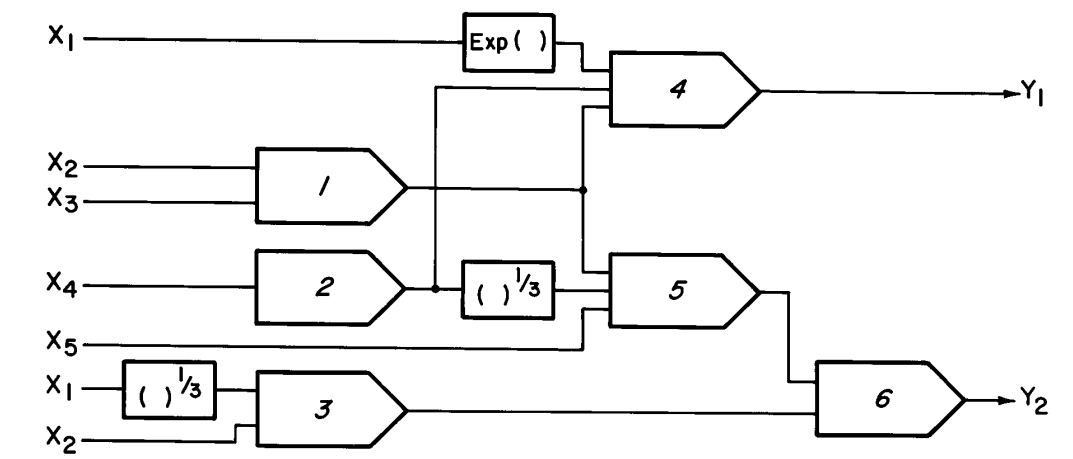 X₁
Exp( )
4
Y₁
X₂
1
X₃
X₄
2
( )¹/³
5
X₅
X₁
( )¹/³
3
6
Y₂
X₂